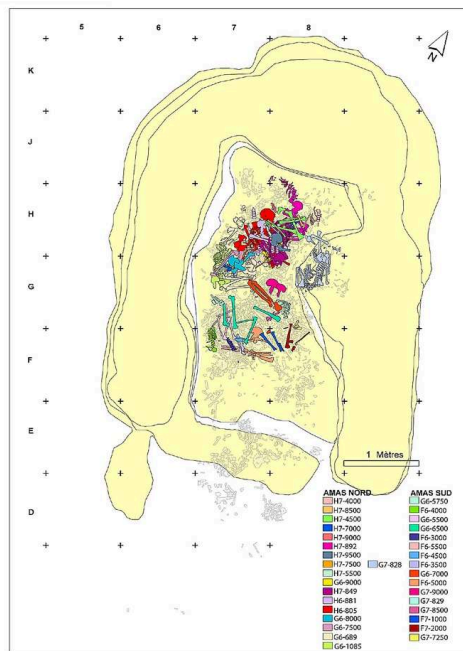 5 6 7 8
N
K
J
H
G
F
E
D
1 Mètres
AMAS NORD
H7-4000
H7-8500
H7-4500
H7-7000
H7-9000
H7-892
H7-9500
H7-7500
H7-5500
G6-9000
H7-849
H6-881
H6-805
G6-8000
G6-7500
G6-689
G6-1085
G7-828
AMAS SUD
G6-5750
F6-4000
G6-5500
G6-6500
F6-3000
F6-5500
F6-4500
F6-3500
G6-7000
F6-5000
G7-9000
G7-829
G7-8500
F7-1000
F7-2000
G7-7250